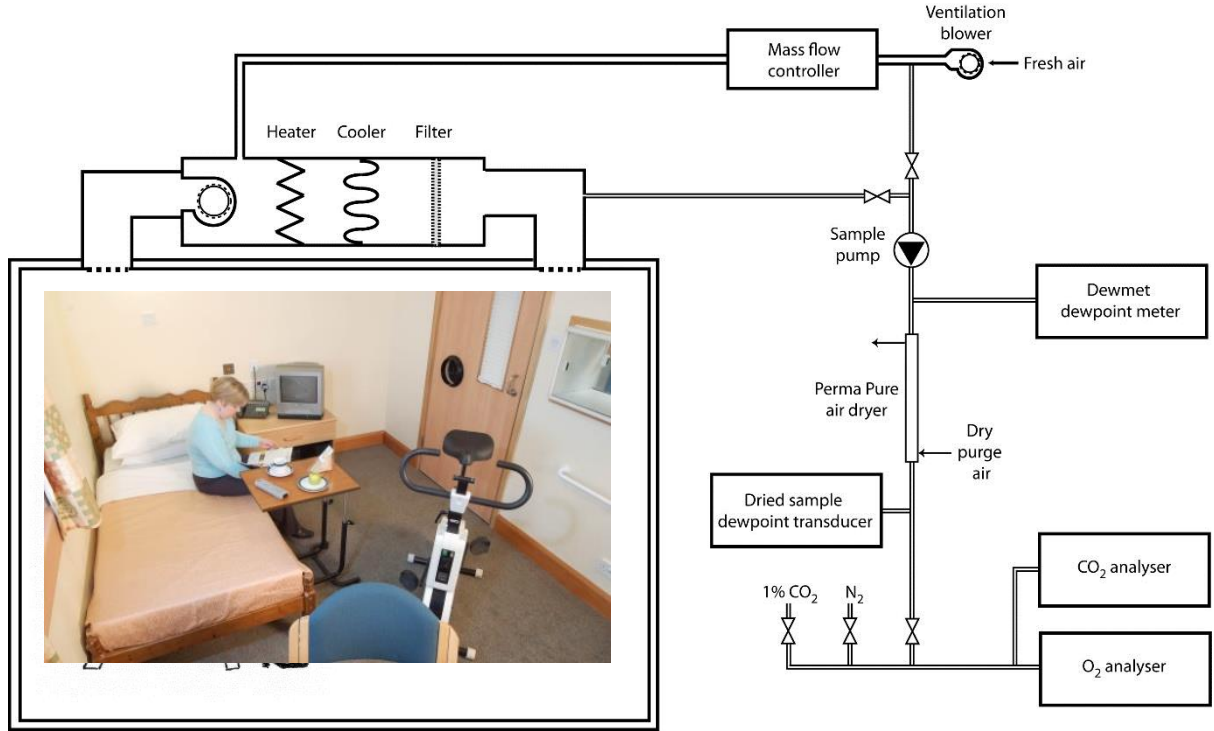 Ventilation
blower
Mass flow
controller
Fresh air
Heater
Cooler
Filter
Sample
pump
Dewmet
dewpoint meter
Perma Pure
air dryer
Dry
purge
air
Dried sample
dewpoint transducer
1% CO₂
N₂
CO₂ analyser
O₂ analyser